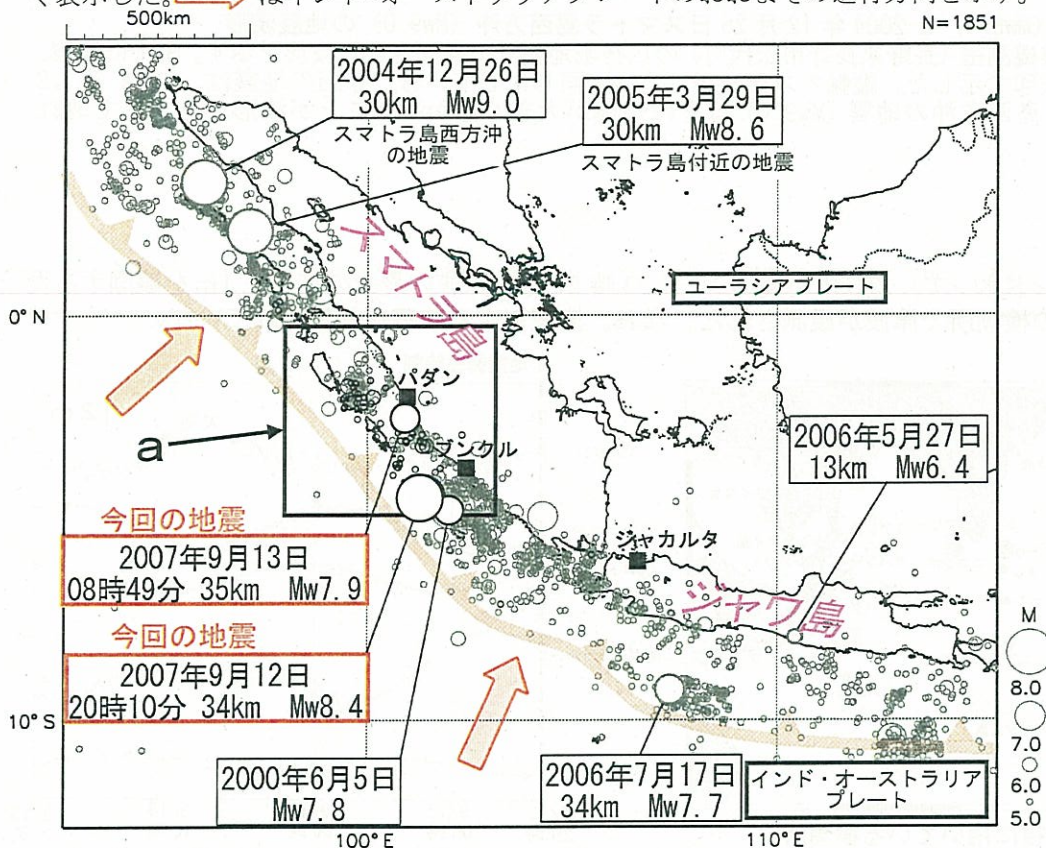 く表示した。
500km
N=1851
2004年12月26日
30km Mw9.0
スマトラ島西方沖
の地震
2005年3月29日
30km Mw8.6
スマトラ島付近の地震
スマトラ島
ユーラシアプレート
0°N
パダン
a
ブンクル
2006年5月27日
13km Mw6.4
今回の地震
2007年9月13日
08時49分 35km Mw7.9
ジャカルタ
ジャワ島
今回の地震
2007年9月12日
20時10分 34km Mw8.4
M
8.0
7.0
6.0
5.0
10°S
2000年6月5日
Mw7.8
2006年7月17日
34km Mw7.7
インド・オーストラリア
プレート
100°E
110°E